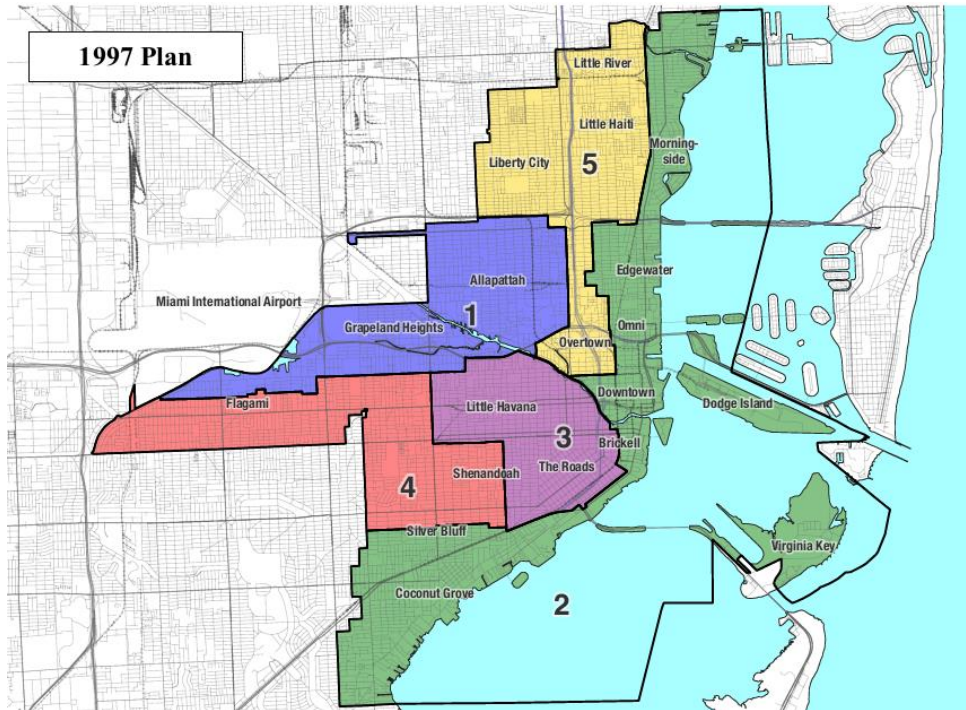 1997 Plan
Little River
Little Haiti
Morning-
side
Liberty City
5
Edgewater
Allapattah
Miami International Airport
1
Grapeland Heights
Omni
Overtown
Downtown
Flagami
Little Havana
Dodge Island
3
Brickell
The Roads
Shenandoah
4
Silver Bluff
Virginia Key
Coconut Grove
2